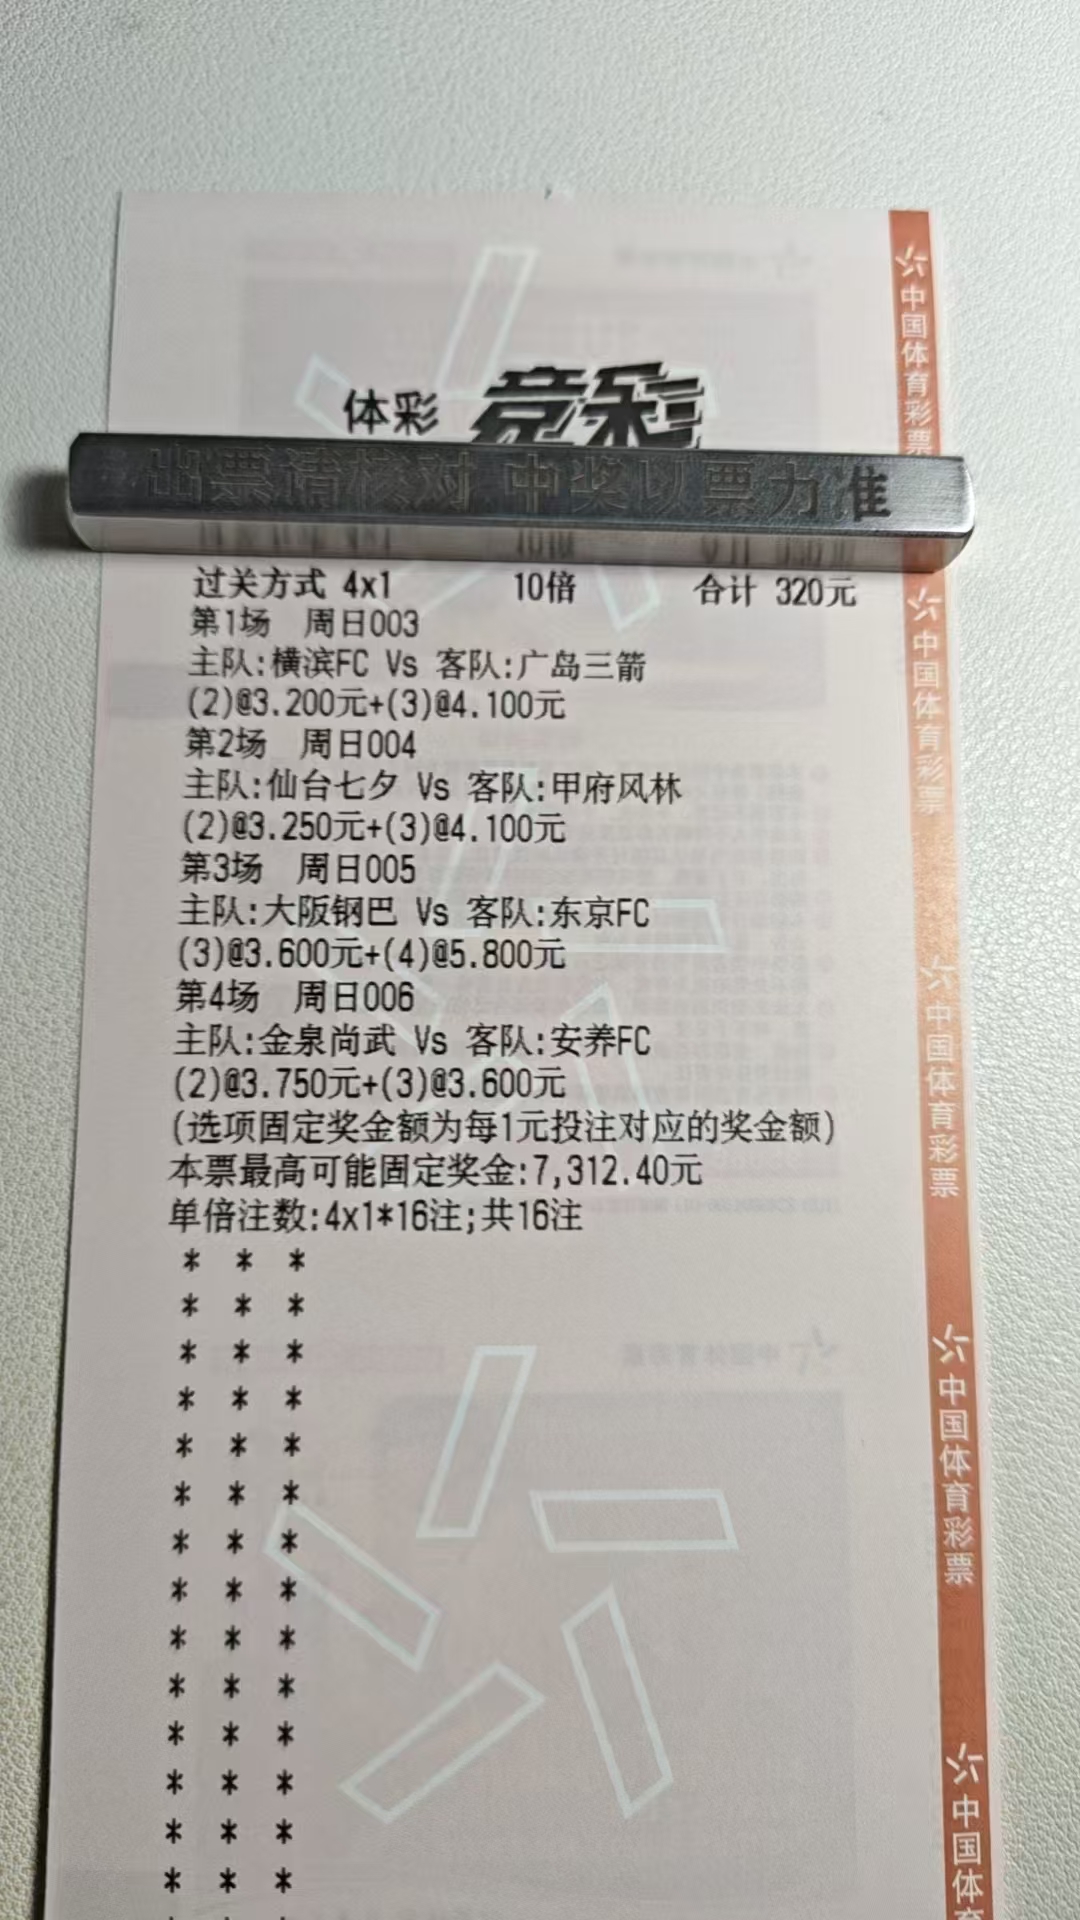 体彩 竞彩
出票请核对 中奖以票为准
过关方式 4x1 10倍 合计 320元
第1场 周日003
主队:横滨FC Vs 客队:广岛三箭
(2)@3.200元+(3)@4.100元
第2场 周日004
主队:仙台七夕 Vs 客队:甲府风林
(2)@3.250元+(3)@4.100元
第3场 周日005
主队:大阪钢巴 Vs 客队:东京FC
(3)@3.600元+(4)@5.800元
第4场 周日006
主队:金泉尚武 Vs 客队:安养FC
(2)@3.750元+(3)@3.600元
(选项固定奖金额为每1元投注对应的奖金额)
本票最高可能固定奖金:7,312.40元
单倍注数:4x1*16注;共16注
* * *
* * *
* * *
* * *
* * *
* * *
* * *
* * *
* * *
* * *
* * *
* * *
* * *
* * *
中国体育彩票
中国体育彩票
中国体育彩票
中国体育彩票
中国体育